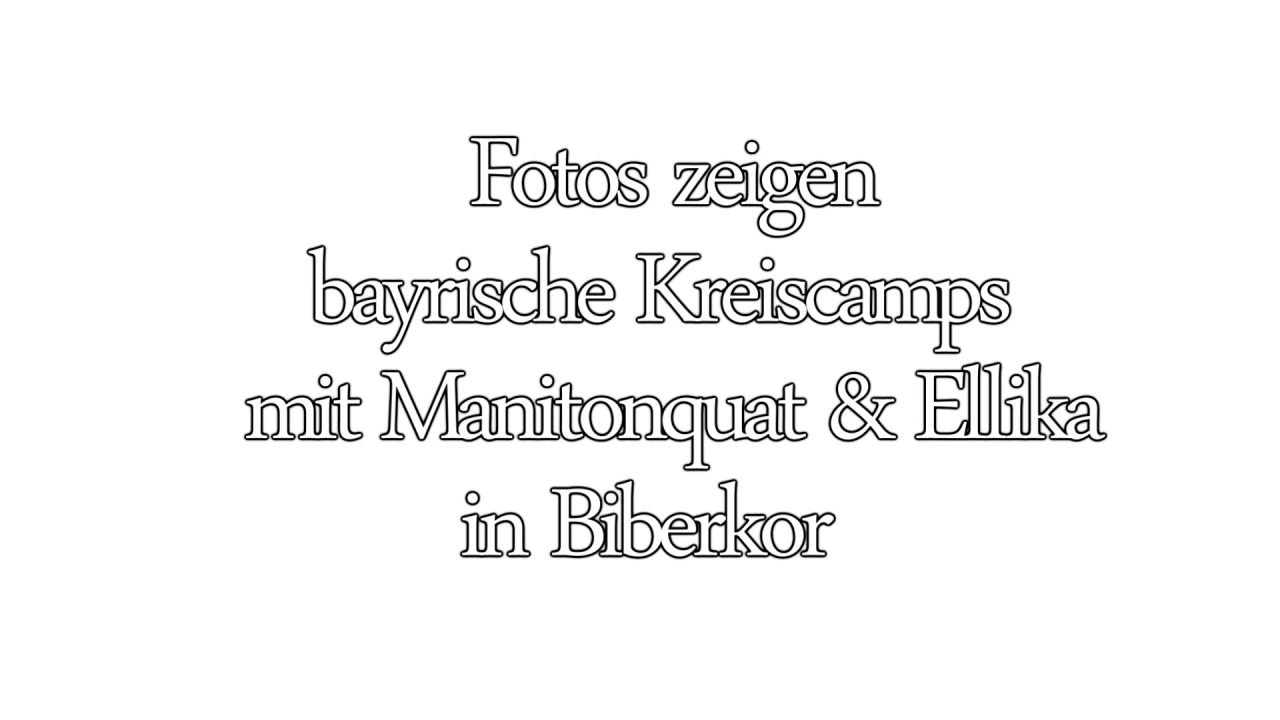 Fotos zeigen
bayrische Kreiscamps
mit Manitonquat & Ellika
in Biberkor